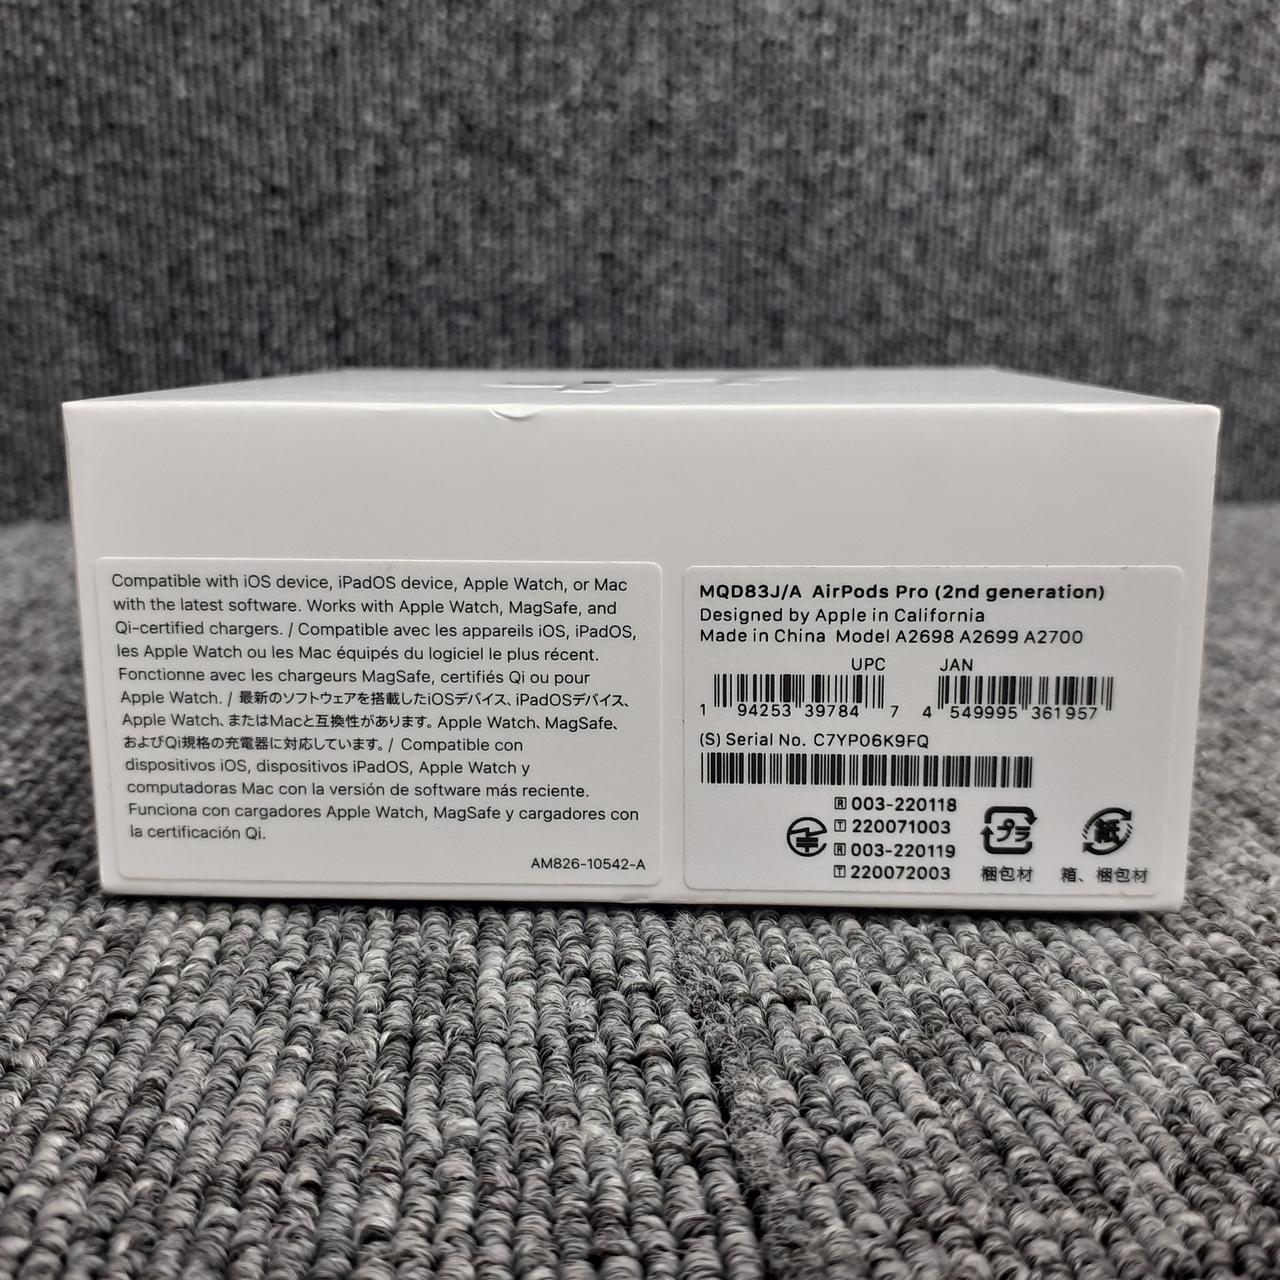 Compatible with iOS device, iPadOS device, Apple Watch, or Mac
with the latest software. Works with Apple Watch, MagSafe, and
Qi-certified chargers. / Compatible avec les appareils iOS, iPadOS,
les Apple Watch ou les Mac équipés du logiciel le plus récent.
Fonctionne avec les chargeurs MagSafe, certifiés Qi ou pour
Apple Watch. / 最新のソフトウェアを搭載したiOSデバイス、iPadOSデバイス、
Apple Watch、またはMacと互換性があります。Apple Watch、MagSafe、
およびQi規格の充電器に対応しています。/ Compatible con
dispositivos iOS, dispositivos iPadOS, Apple Watch y
computadoras Mac con la versión de software más reciente.
Funciona con cargadores Apple Watch, MagSafe y cargadores con
la certificación Qi.
AM826-10542-A
MQD83J/A AirPods Pro (2nd generation)
Designed by Apple in California
Made in China Model A2698 A2699 A2700
UPC JAN
1 94253 39784 7 4 549995 361957
(S) Serial No. C7YP06K9FQ
R 003-220118
T 220071003
R 003-220119
T 220072003
プラ
梱包材
紙
箱、梱包材